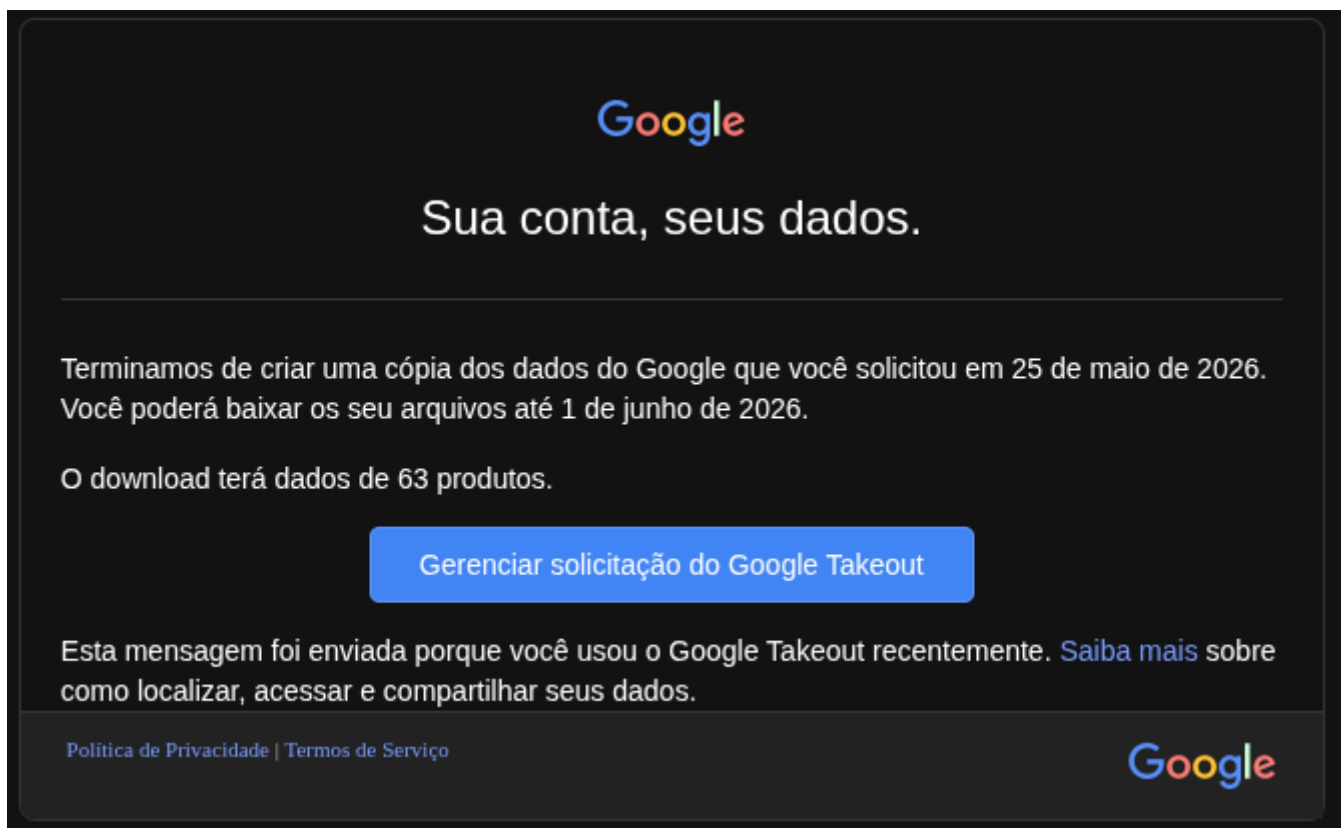 Google
Sua conta, seus dados.
Terminamos de criar uma cópia dos dados do Google que você solicitou em 25 de maio de 2026.
Você poderá baixar os seu arquivos até 1 de junho de 2026.
O download terá dados de 63 produtos.
Gerenciar solicitação do Google Takeout
Esta mensagem foi enviada porque você usou o Google Takeout recentemente. Saiba mais sobre
como localizar, acessar e compartilhar seus dados.
Política de Privacidade | Termos de Serviço
Google